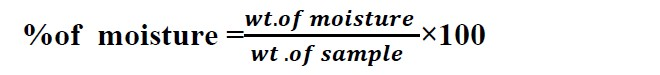 %of moisture = wt.of moisture / wt .of sample ×100